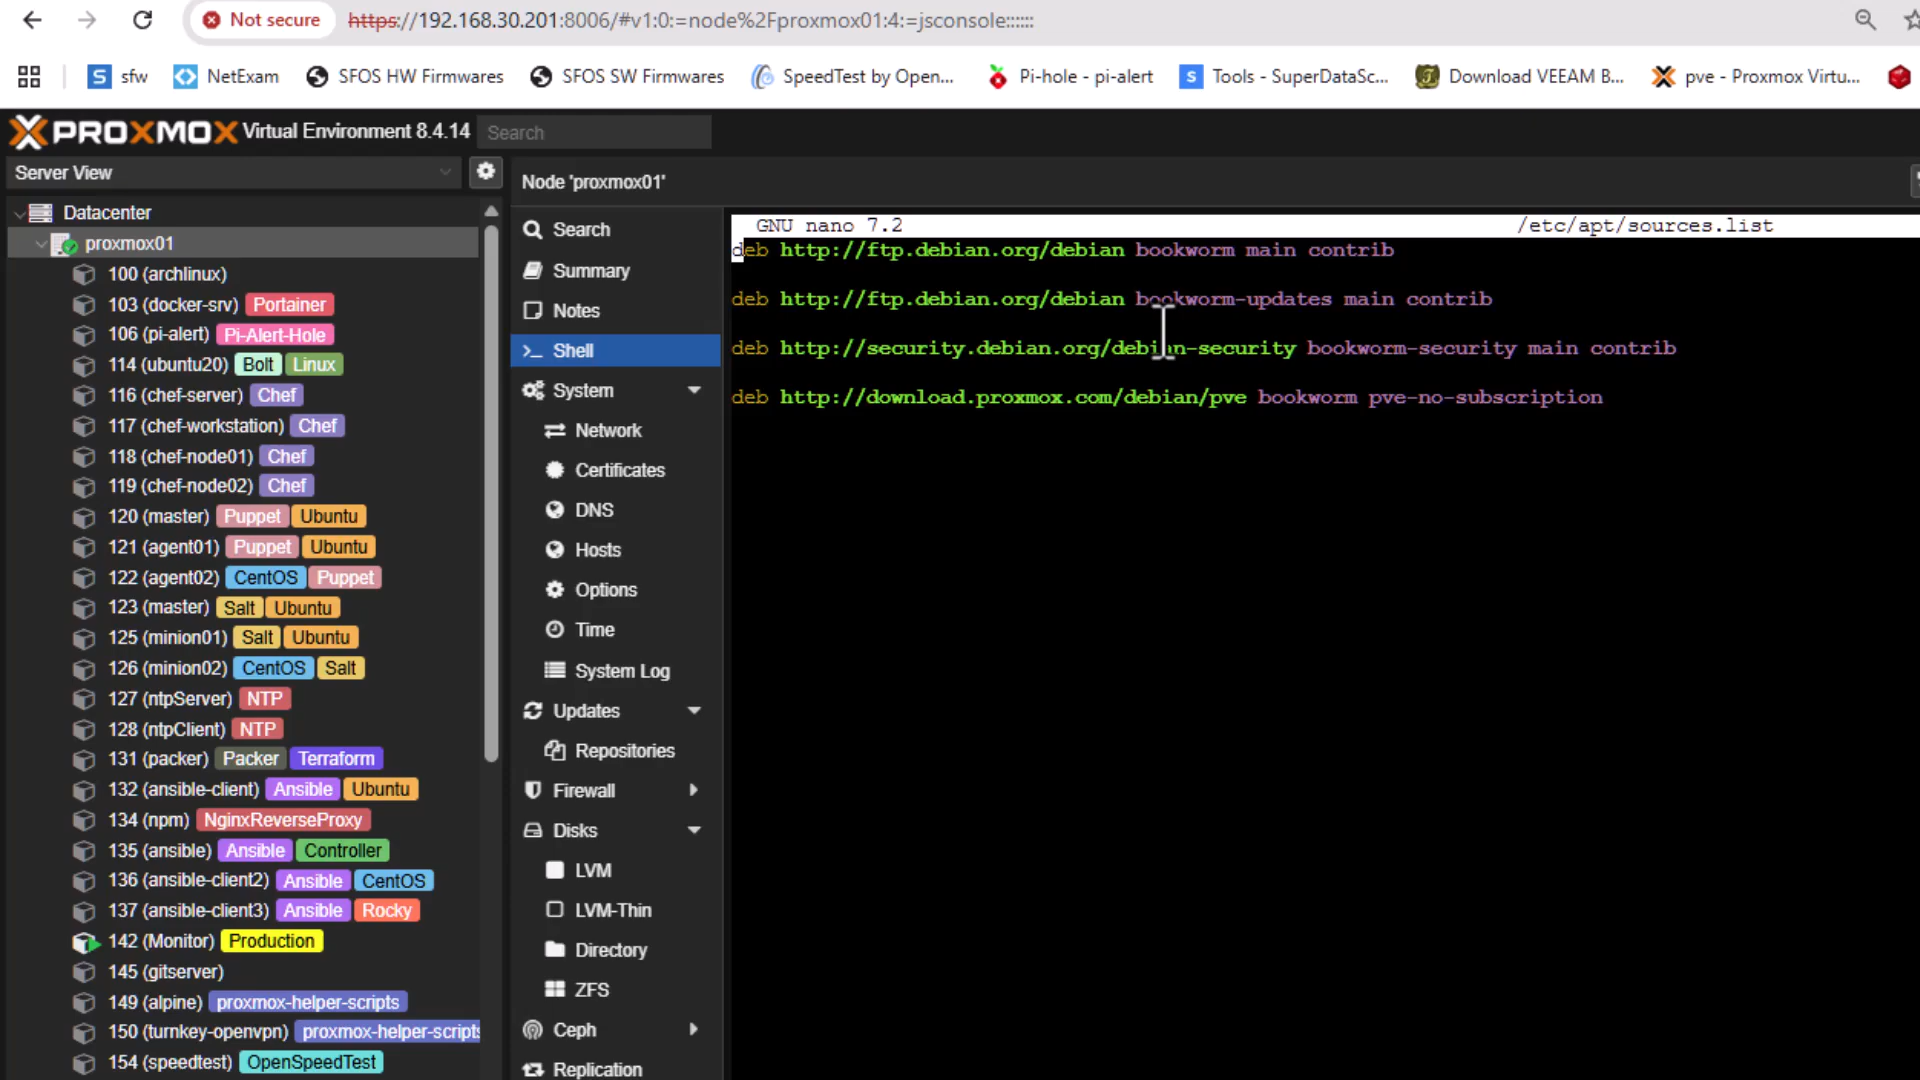 Not secure
https://192.168.30.201:8006/#v1:0:=node%2Fproxmox01:4:=jsconsole::::::
sfw
NetExam
SFOS HW Firmwares
SFOS SW Firmwares
SpeedTest by Open...
Pi-hole - pi-alert
Tools - SuperDataSc...
Download VEEAM B...
pve - Proxmox Virtu...
PROXMOX Virtual Environment 8.4.14
Search
Server View
Node 'proxmox01'
Datacenter
proxmox01
100 (archlinux)
103 (docker-srv) Portainer
106 (pi-alert) Pi-Alert-Hole
114 (ubuntu20) Bolt Linux
116 (chef-server) Chef
117 (chef-workstation) Chef
118 (chef-node01) Chef
119 (chef-node02) Chef
120 (master) Puppet Ubuntu
121 (agent01) Puppet Ubuntu
122 (agent02) CentOS Puppet
123 (master) Salt Ubuntu
125 (minion01) Salt Ubuntu
126 (minion02) CentOS Salt
127 (ntpServer) NTP
128 (ntpClient) NTP
131 (packer) Packer Terraform
132 (ansible-client) Ansible Ubuntu
134 (npm) NginxReverseProxy
135 (ansible) Ansible Controller
136 (ansible-client2) Ansible CentOS
137 (ansible-client3) Ansible Rocky
142 (Monitor) Production
145 (gitserver)
149 (alpine) proxmox-helper-scripts
150 (turnkey-openvpn) proxmox-helper-scripts
154 (speedtest) OpenSpeedTest
Search
Summary
Notes
>_ Shell
System
Network
Certificates
DNS
Hosts
Options
Time
System Log
Updates
Repositories
Firewall
Disks
LVM
LVM-Thin
Directory
ZFS
Ceph
Replication
GNU nano 7.2 /etc/apt/sources.list
deb http://ftp.debian.org/debian bookworm main contrib
deb http://ftp.debian.org/debian bookworm-updates main contrib
deb http://security.debian.org/debian-security bookworm-security main contrib
deb http://download.proxmox.com/debian/pve bookworm pve-no-subscription